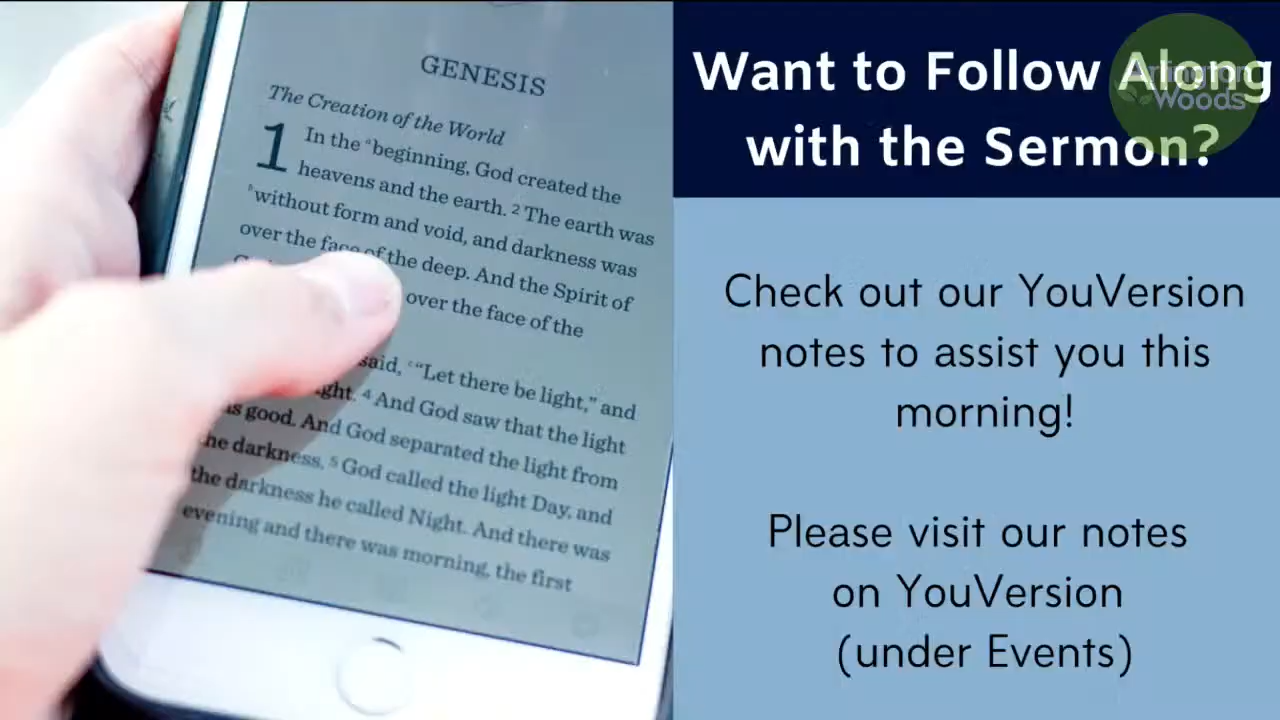 GENESIS
The Creation of the World
1 In the ᵃbeginning, God created the
heavens and the earth. ² The earth was
ᵇwithout form and void, and darkness was
over the face of the deep. And the Spirit of
over the face of the
said, ᶜ“Let there be light,” and
⁴ And God saw that the light
good. And God separated the light from
the darkness. ⁵ God called the light Day, and
the darkness he called Night. And there was
evening and there was morning, the first
Want to Follow Along
with the Sermon?
Arlington
Woods
Check out our YouVersion
notes to assist you this
morning!
Please visit our notes
on YouVersion
(under Events)